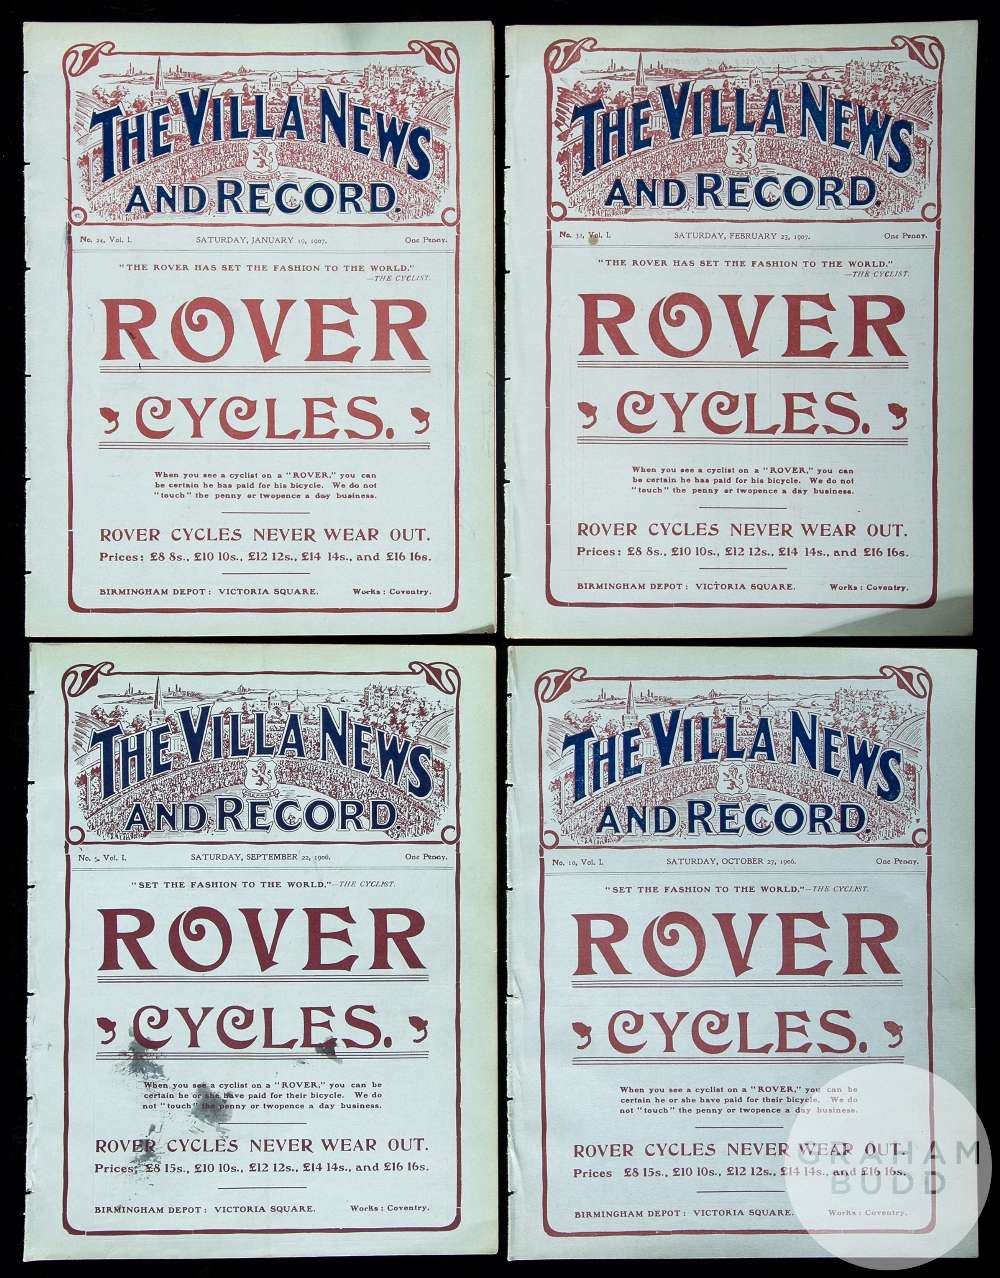 THE VILLA NEWS
AND RECORD.
No. 24, Vol. I. SATURDAY, JANUARY 19, 1907. One Penny.
"THE ROVER HAS SET THE FASHION TO THE WORLD."
—THE CYCLIST.
ROVER
CYCLES.
When you see a cyclist on a "ROVER," you can
be certain he has paid for his bicycle. We do not
"touch" the penny or twopence a day business.
ROVER CYCLES NEVER WEAR OUT.
Prices: £8 8s., £10 10s., £12 12s., £14 14s., and £16 16s.
BIRMINGHAM DEPOT: VICTORIA SQUARE. Works: Coventry.
THE VILLA NEWS
AND RECORD.
No. 32, Vol. I. SATURDAY, FEBRUARY 23, 1907. One Penny.
"THE ROVER HAS SET THE FASHION TO THE WORLD."
—THE CYCLIST.
ROVER
CYCLES.
When you see a cyclist on a "ROVER," you can
be certain he has paid for his bicycle. We do not
"touch" the penny or twopence a day business.
ROVER CYCLES NEVER WEAR OUT.
Prices: £8 8s., £10 10s., £12 12s., £14 14s., and £16 16s.
BIRMINGHAM DEPOT: VICTORIA SQUARE. Works: Coventry.
THE VILLA NEWS
AND RECORD.
No. 5, Vol. I. SATURDAY, SEPTEMBER 22, 1906. One Penny.
"SET THE FASHION TO THE WORLD."—THE CYCLIST.
ROVER
CYCLES.
When you see a cyclist on a "ROVER," you can be
certain he or she have paid for their bicycle. We do
not "touch" the penny or twopence a day business.
ROVER CYCLES NEVER WEAR OUT.
Prices: £8 15s., £10 10s., £12 12s., £14 14s., and £16 16s.
BIRMINGHAM DEPOT: VICTORIA SQUARE. Works: Coventry.
THE VILLA NEWS
AND RECORD.
No. 10, Vol. I. SATURDAY, OCTOBER 27, 1906. One Penny.
"SET THE FASHION TO THE WORLD."—THE CYCLIST.
ROVER
CYCLES.
When you see a cyclist on a "ROVER," you can be
certain he or she have paid for their bicycle. We do
not "touch" the penny or twopence a day business.
ROVER CYCLES NEVER WEAR OUT.
Prices £8 15s., £10 10s., £12 12s., £14 14s., and £16 16s.
BIRMINGHAM DEPOT: VICTORIA SQUARE. Works: Coventry.
GRAHAM
BUDD